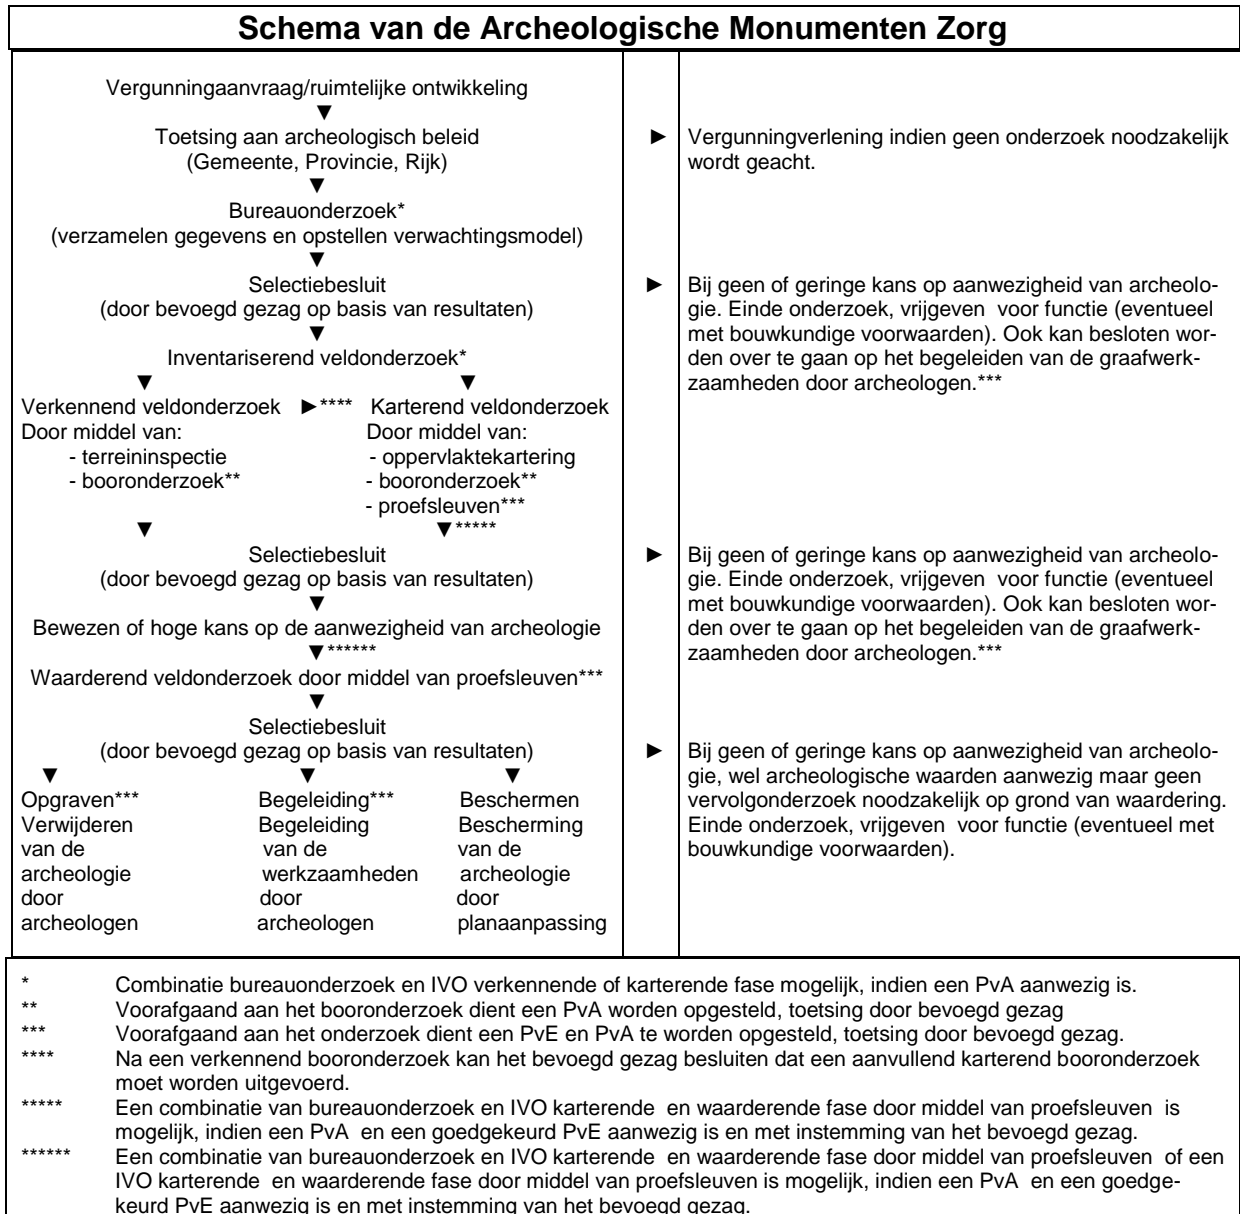 Schema van de Archeologische Monumenten Zorg
Vergunningaanvraag/ruimtelijke ontwikkeling
▼
Toetsing aan archeologisch beleid
(Gemeente, Provincie, Rijk)
► Vergunningverlening indien geen onderzoek noodzakelijk
wordt geacht.
▼
Bureauonderzoek*
(verzamelen gegevens en opstellen verwachtingsmodel)
▼
Selectiebesluit
(door bevoegd gezag op basis van resultaten)
► Bij geen of geringe kans op aanwezigheid van archeolo-
gie. Einde onderzoek, vrijgeven  voor functie (eventueel
met bouwkundige voorwaarden). Ook kan besloten wor-
den over te gaan op het begeleiden van de graafwerk-
zaamheden door archeologen.***
▼
Inventariserend veldonderzoek*
▼ ▼
Verkennend veldonderzoek ►**** Karterend veldonderzoek
Door middel van: Door middel van:
- terreininspectie - oppervlaktekartering
- booronderzoek** - booronderzoek**
- proefsleuven***
▼ ▼*****
Selectiebesluit
(door bevoegd gezag op basis van resultaten)
► Bij geen of geringe kans op aanwezigheid van archeolo-
gie. Einde onderzoek, vrijgeven  voor functie (eventueel
met bouwkundige voorwaarden). Ook kan besloten wor-
den over te gaan op het begeleiden van de graafwerk-
zaamheden door archeologen.***
▼
Bewezen of hoge kans op de aanwezigheid van archeologie
▼******
Waarderend veldonderzoek door middel van proefsleuven***
▼
Selectiebesluit
(door bevoegd gezag op basis van resultaten)
► Bij geen of geringe kans op aanwezigheid van archeolo-
gie, wel archeologische waarden aanwezig maar geen
vervolgonderzoek noodzakelijk op grond van waardering.
Einde onderzoek, vrijgeven  voor functie (eventueel met
bouwkundige voorwaarden).
▼ ▼ ▼
Opgraven*** Begeleiding*** Beschermen
Verwijderen Begeleiding Bescherming
van de van de van de
archeologie werkzaamheden archeologie
door door door
archeologen archeologen planaanpassing
* Combinatie bureauonderzoek en IVO verkennende of karterende fase mogelijk, indien een PvA aanwezig is.
** Voorafgaand aan het booronderzoek dient een PvA worden opgesteld, toetsing door bevoegd gezag
*** Voorafgaand aan het onderzoek dient een PvE en PvA te worden opgesteld, toetsing door bevoegd gezag.
**** Na een verkennend booronderzoek kan het bevoegd gezag besluiten dat een aanvullend karterend booronderzoek
moet worden uitgevoerd.
***** Een combinatie van bureauonderzoek en IVO karterende  en waarderende fase door middel van proefsleuven  is
mogelijk, indien een PvA  en een goedgekeurd PvE aanwezig is en met instemming van het bevoegd gezag.
****** Een combinatie van bureauonderzoek en IVO karterende  en waarderende fase door middel van proefsleuven  of een
IVO karterende  en waarderende fase door middel van proefsleuven is mogelijk, indien een PvA  en een goedge-
keurd PvE aanwezig is en met instemming van het bevoegd gezag.